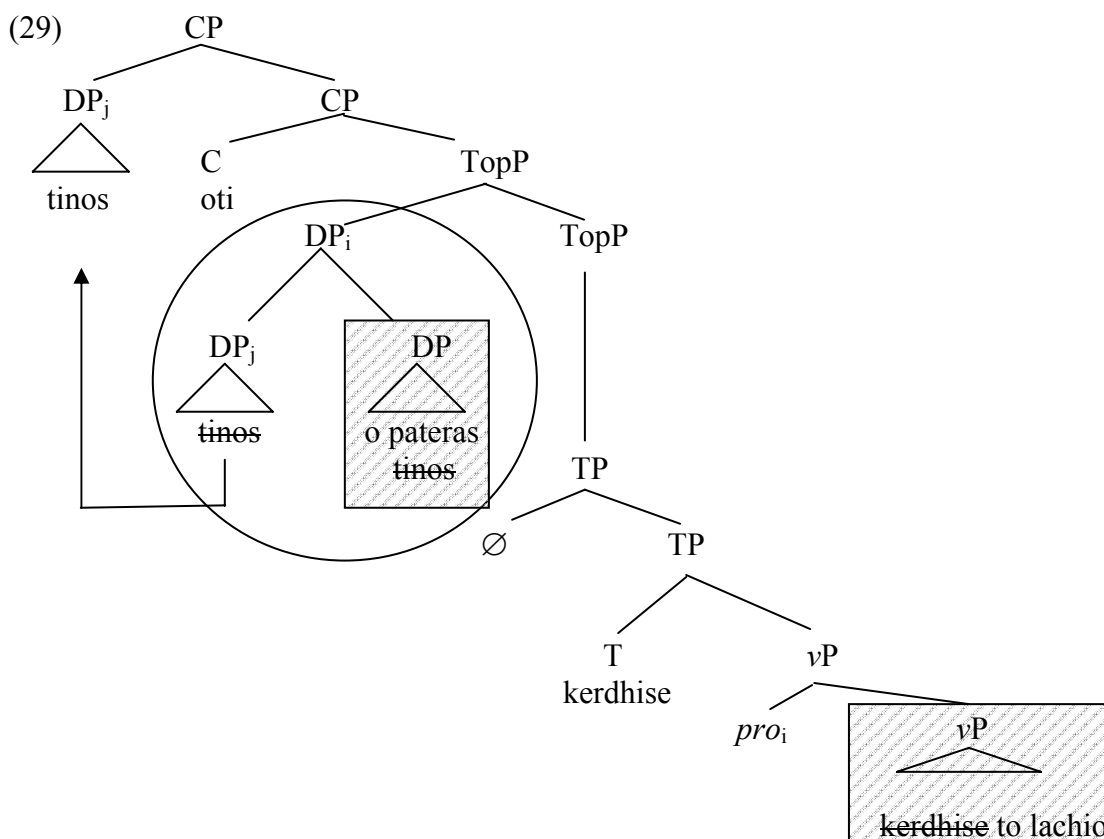 (29) CP
DPj CP
tinos C TopP
oti
DPi TopP
DPj DP
tinos o pateras
tinos TP
∅ TP
T vP
kerdhise
proi vP
kerdhise to lachio